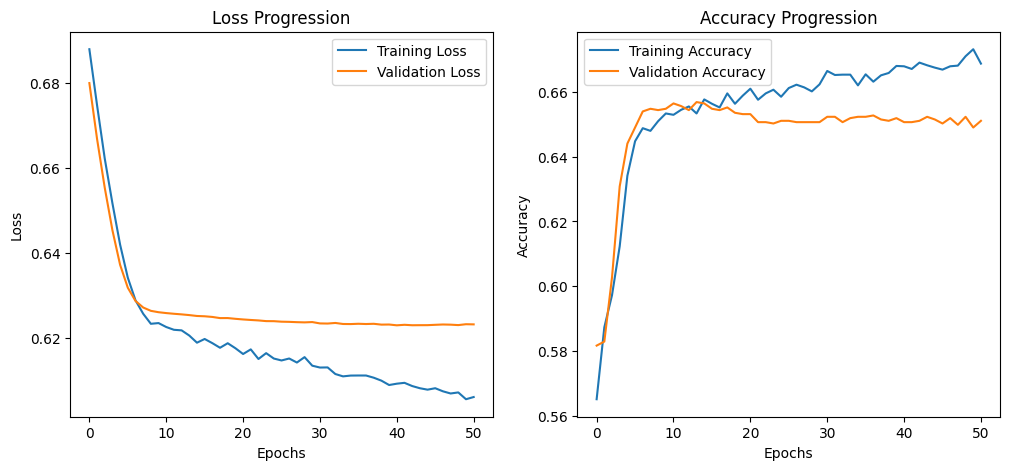 Loss Progression
Training Loss
Validation Loss
0.68
0.66
0.64
0.62
Loss
0
10
20
30
40
50
Epochs
Accuracy Progression
Training Accuracy
Validation Accuracy
0.66
0.64
0.62
0.60
0.58
0.56
Accuracy
0
10
20
30
40
50
Epochs